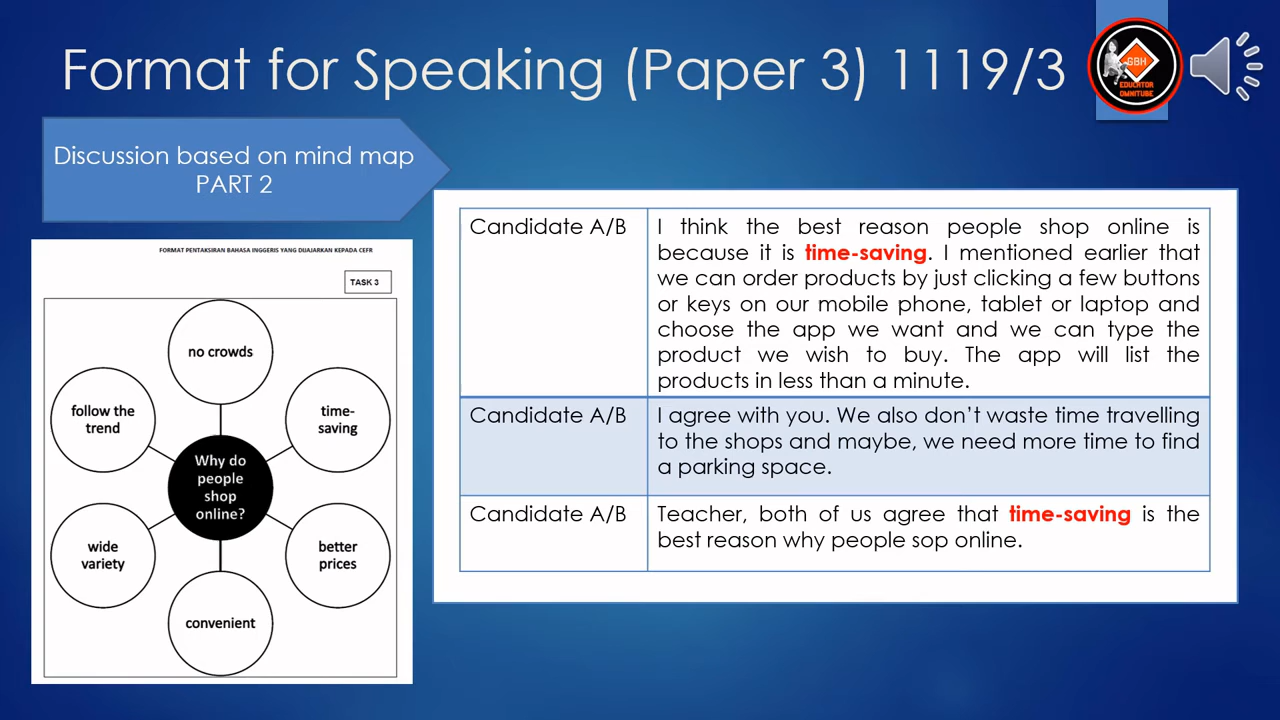 Format for Speaking (Paper 3) 1119/3
GBH
EDUCATOR
OMNITUBE
Discussion based on mind map
PART 2
FORMAT PENTAKSIRAN BAHASA INGGERIS YANG DIJAJARKAN KEPADA CEFR
TASK 3
no crowds
follow the
trend
time-
saving
Why do
people
shop
online?
wide
variety
better
prices
convenient
Candidate A/B
I think the best reason people shop online is
because it is time-saving. I mentioned earlier that
we can order products by just clicking a few buttons
or keys on our mobile phone, tablet or laptop and
choose the app we want and we can type the
product we wish to buy. The app will list the
products in less than a minute.
Candidate A/B
I agree with you. We also don’t waste time travelling
to the shops and maybe, we need more time to find
a parking space.
Candidate A/B
Teacher, both of us agree that time-saving is the
best reason why people sop online.